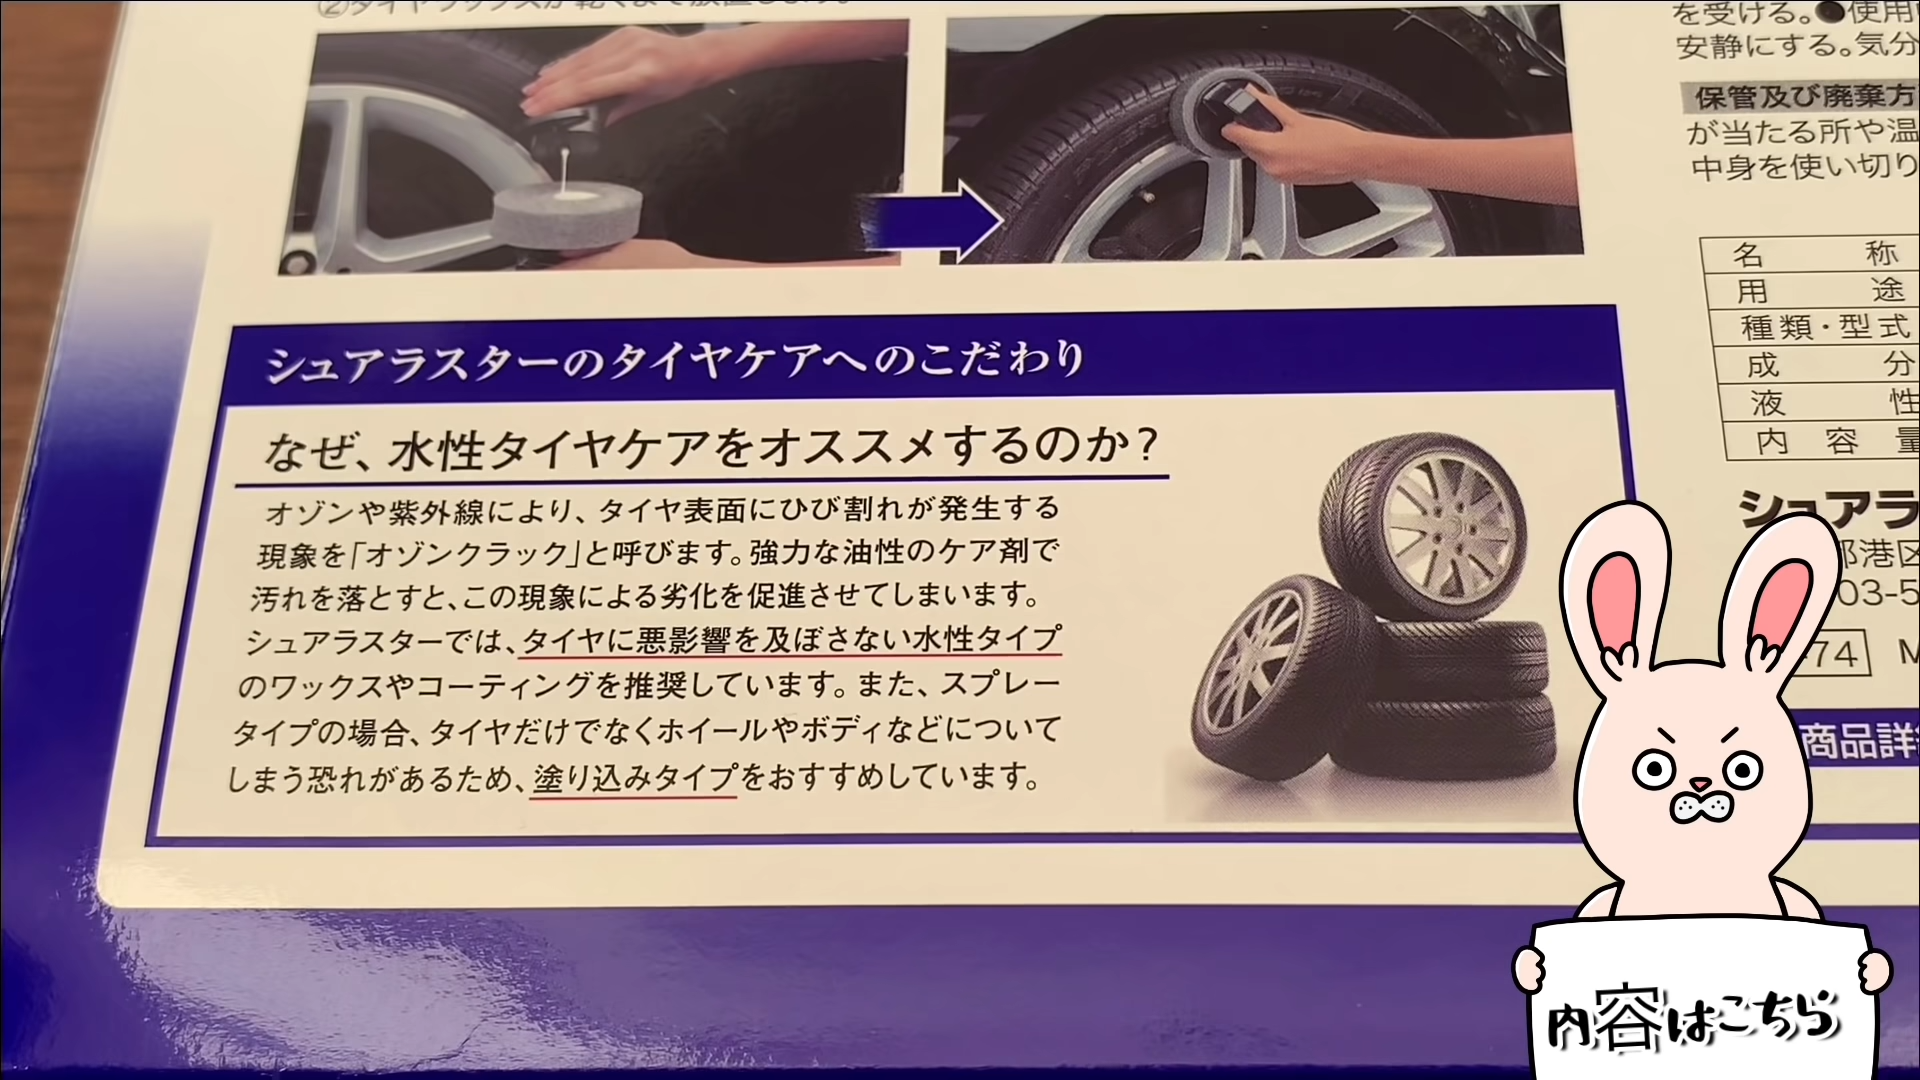 を受ける。●使用
安静にする。気分
保管及び廃棄方
が当たる所や温
中身を使い切り
名 称
用 途
種類・型式
成 分
液 性
内 容 量
シュアラスターのタイヤケアへのこだわり
なぜ、水性タイヤケアをオススメするのか?
オゾンや紫外線により、タイヤ表面にひび割れが発生する
現象を「オゾンクラック」と呼びます。強力な油性のケア剤で
汚れを落とすと、この現象による劣化を促進させてしまいます。
シュアラスターでは、タイヤに悪影響を及ぼさない水性タイプ
のワックスやコーティングを推奨しています。また、スプレー
タイプの場合、タイヤだけでなくホイールやボディなどについて
しまう恐れがあるため、塗り込みタイプをおすすめしています。
シュアラ
都港区
03-5
74
M
商品詳細
内容はこちら